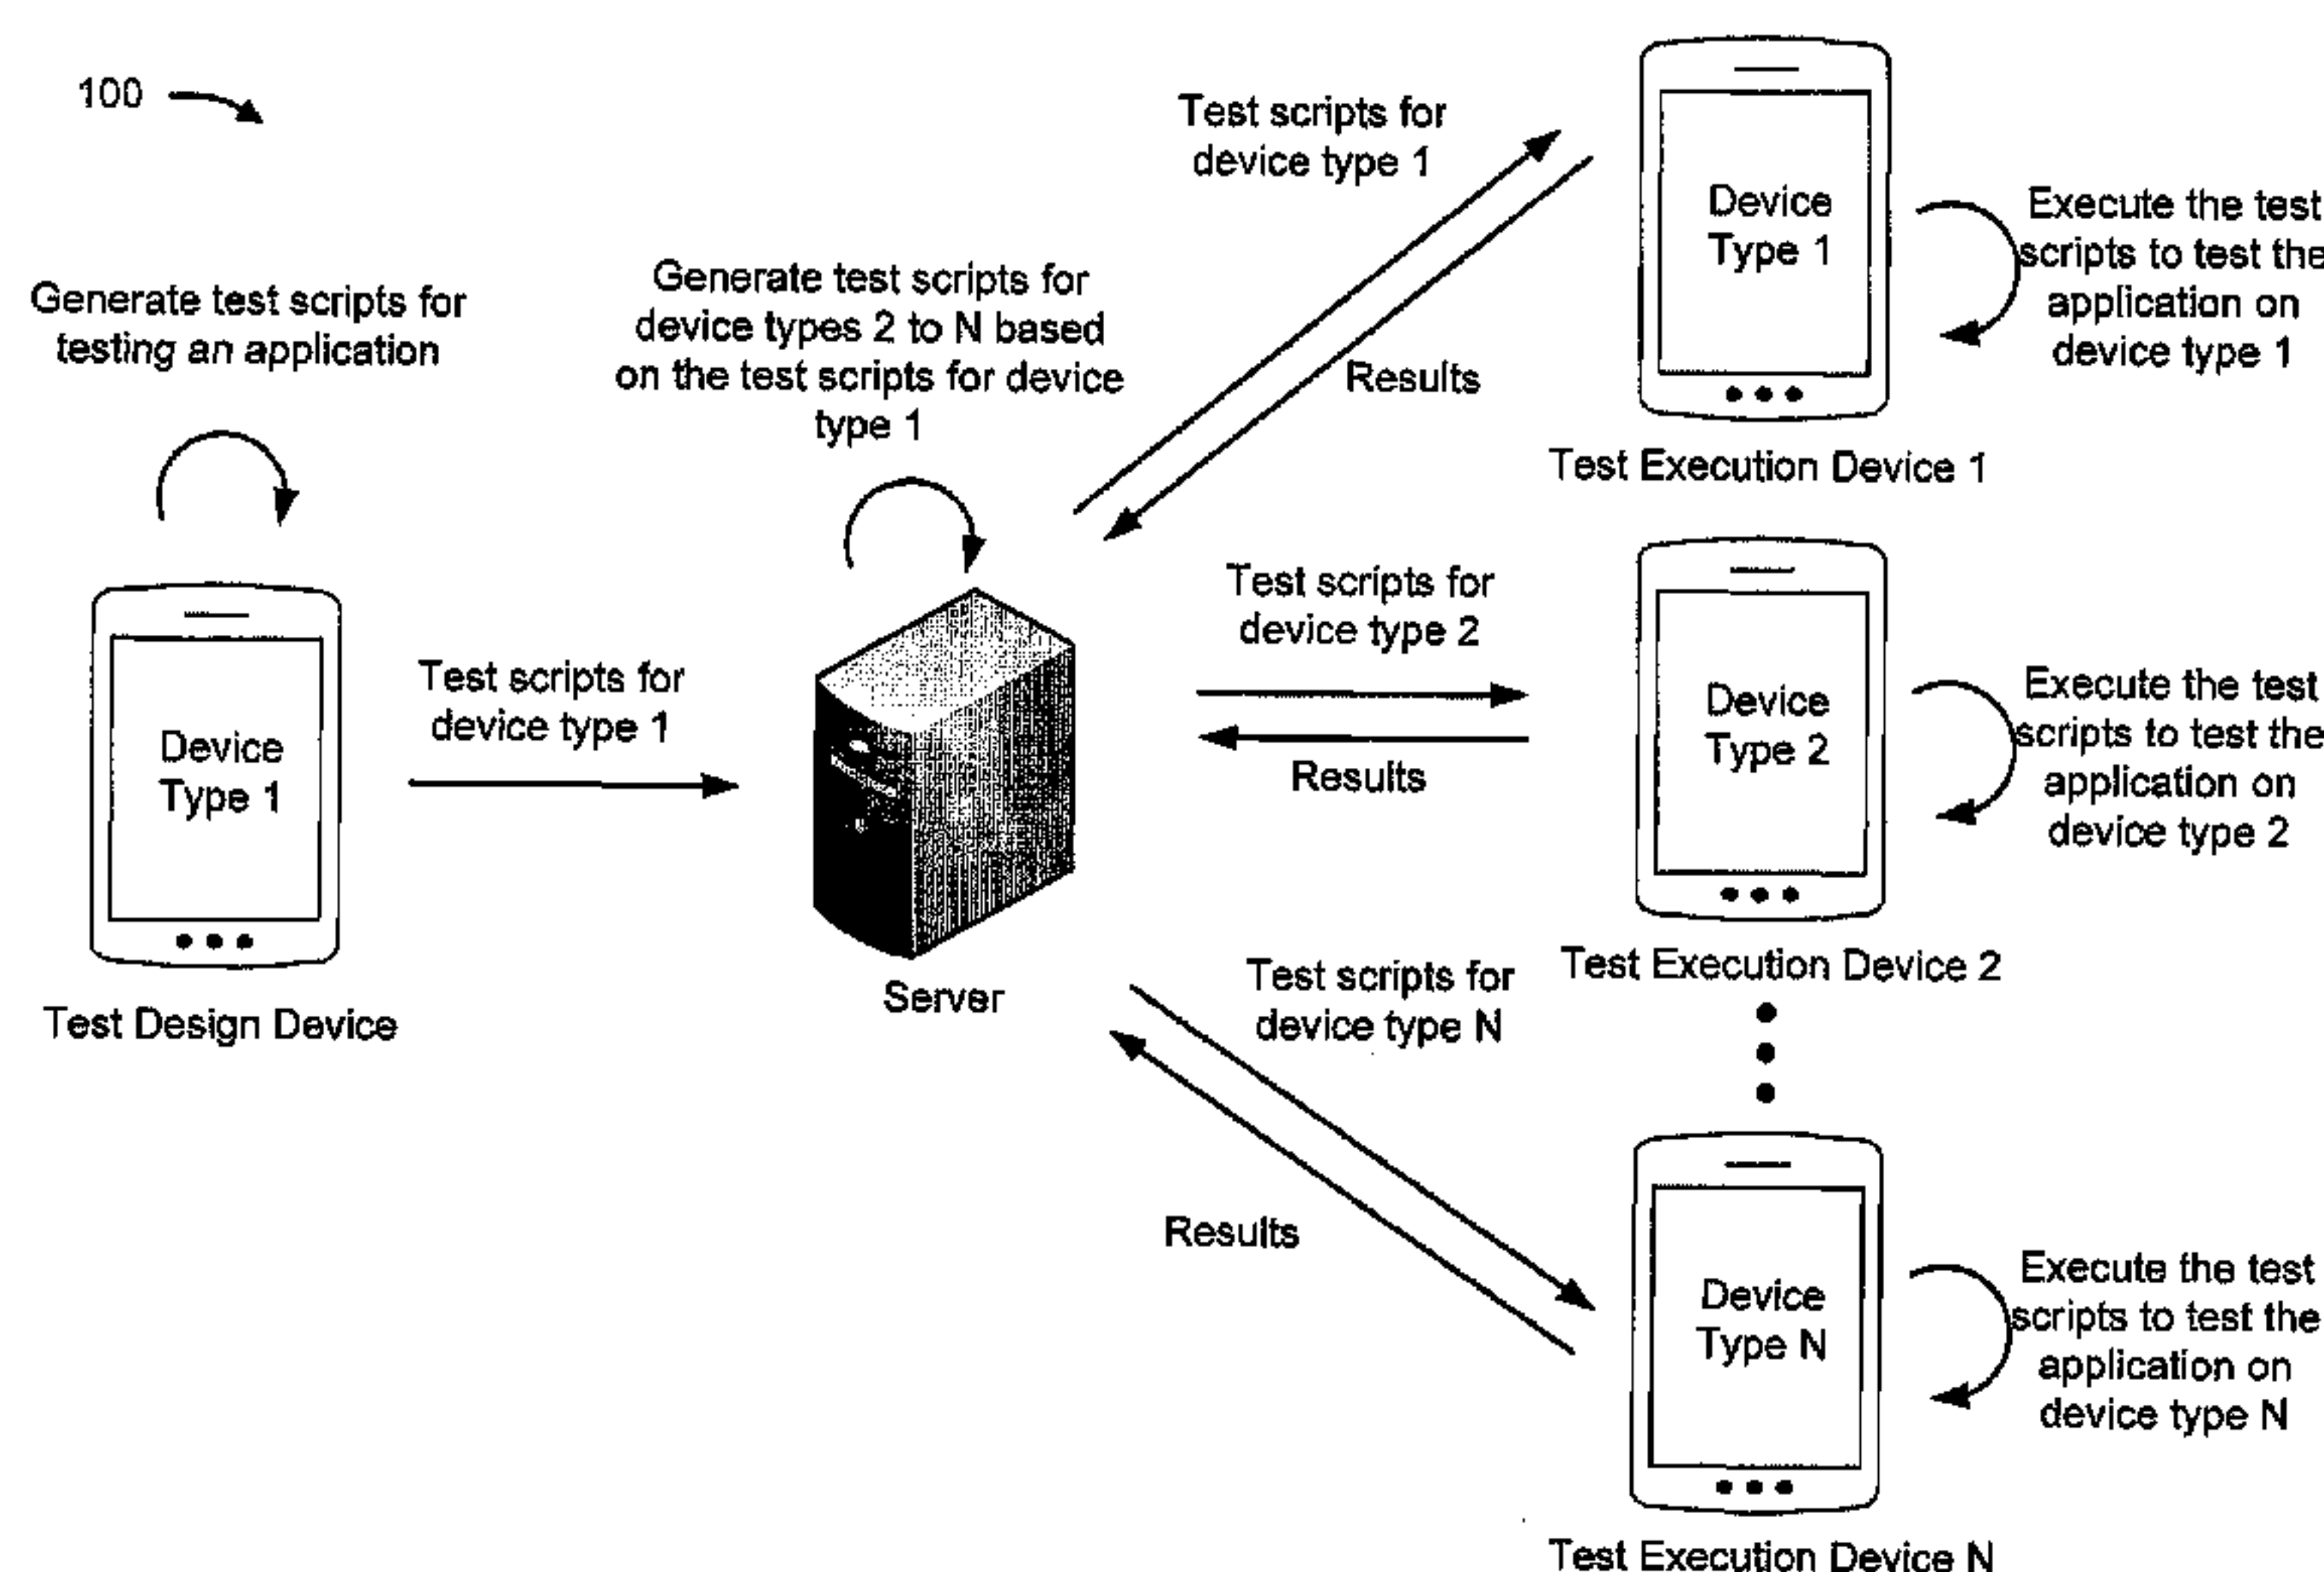 100
Generate test scripts for
testing an application
Device
Type 1
Test Design Device
Test scripts for
device type 1
Generate test scripts for
device types 2 to N based
on the test scripts for device
type 1
Server
Test scripts for
device type 1
Results
Device
Type 1
Test Execution Device 1
Execute the test
scripts to test the
application on
device type 1
Test scripts for
device type 2
Results
Device
Type 2
Test Execution Device 2
Execute the test
scripts to test the
application on
device type 2
Test scripts for
device type N
Results
Device
Type N
Test Execution Device N
Execute the test
scripts to test the
application on
device type N